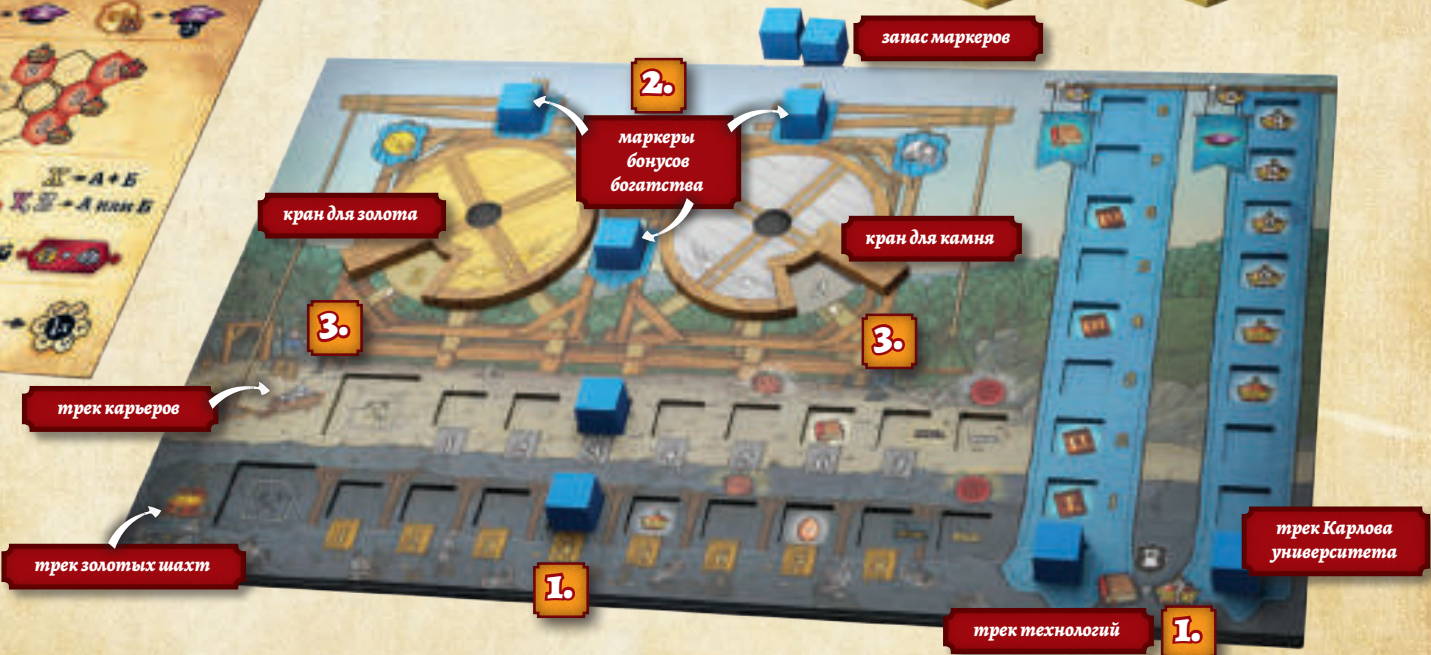 запас маркеров
2.
маркеры
бонусов
богатства
кран для золота
кран для камня
X = А + Б
А или Б
3.
3.
трек карьеров
трек золотых шахт
1.
трек Карлова
университета
трек технологий
1.